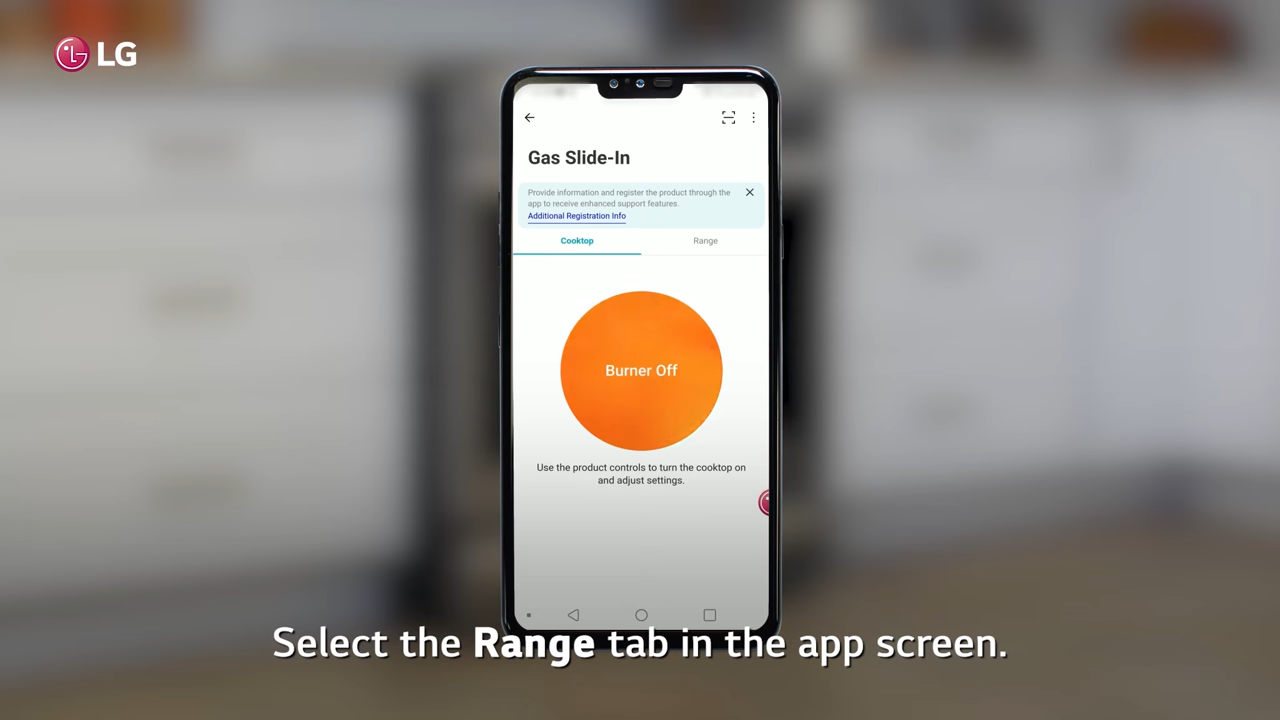 LG
Gas Slide-In
Provide information and register the product through the
app to receive enhanced support features.
Additional Registration Info
Cooktop
Range
Burner Off
Use the product controls to turn the cooktop on
and adjust settings.
Select the Range tab in the app screen.